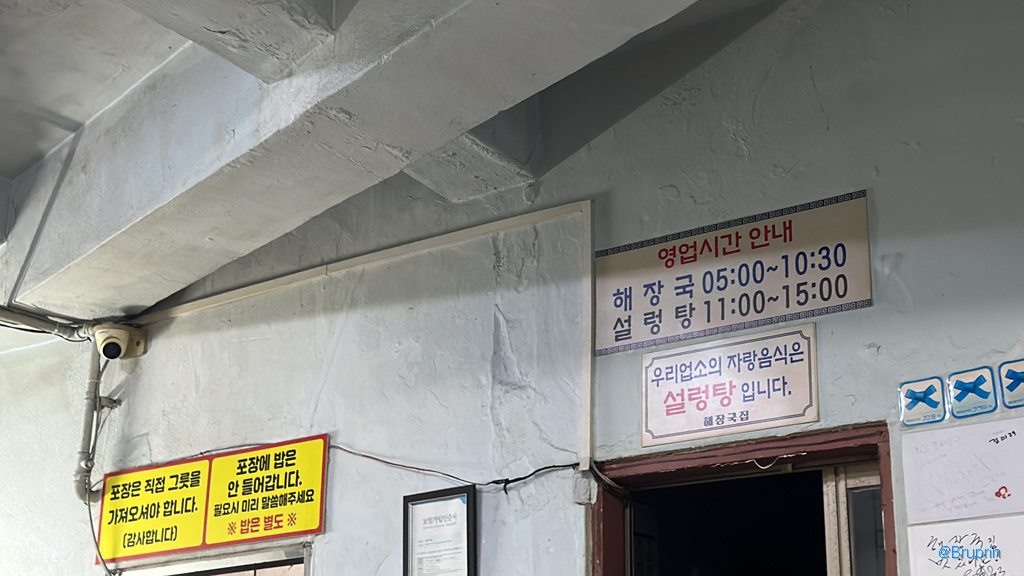 영업시간 안내
해 장 국 05:00~10:30
설 렁 탕 11:00~15:00
우리업소의 자랑음식은
설렁탕 입니다.
해장국집
포장은 직접 그릇을
가져오셔야 합니다.
(감사합니다)
포장에 밥은
안 들어갑니다.
필요시 미리 말씀해주세요
※ 밥은 별도 ※
@Bruprin